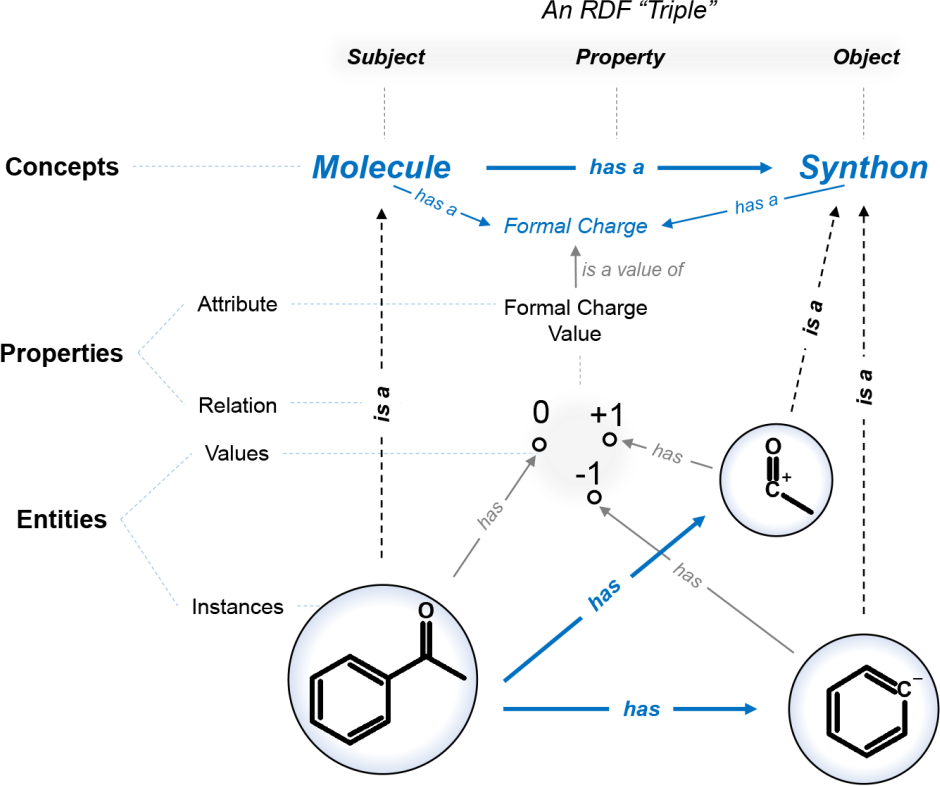 An RDF “Triple”
Subject
Property
Object
Concepts
Molecule
has a
Synthon
has a
has a
Formal Charge
is a value of
Attribute
Formal Charge
Value
is a
Properties
Relation
is a
is a
0
+1
Values
has
-1
O
C
+
has
Entities
has
has
Instances
O
C
−
has